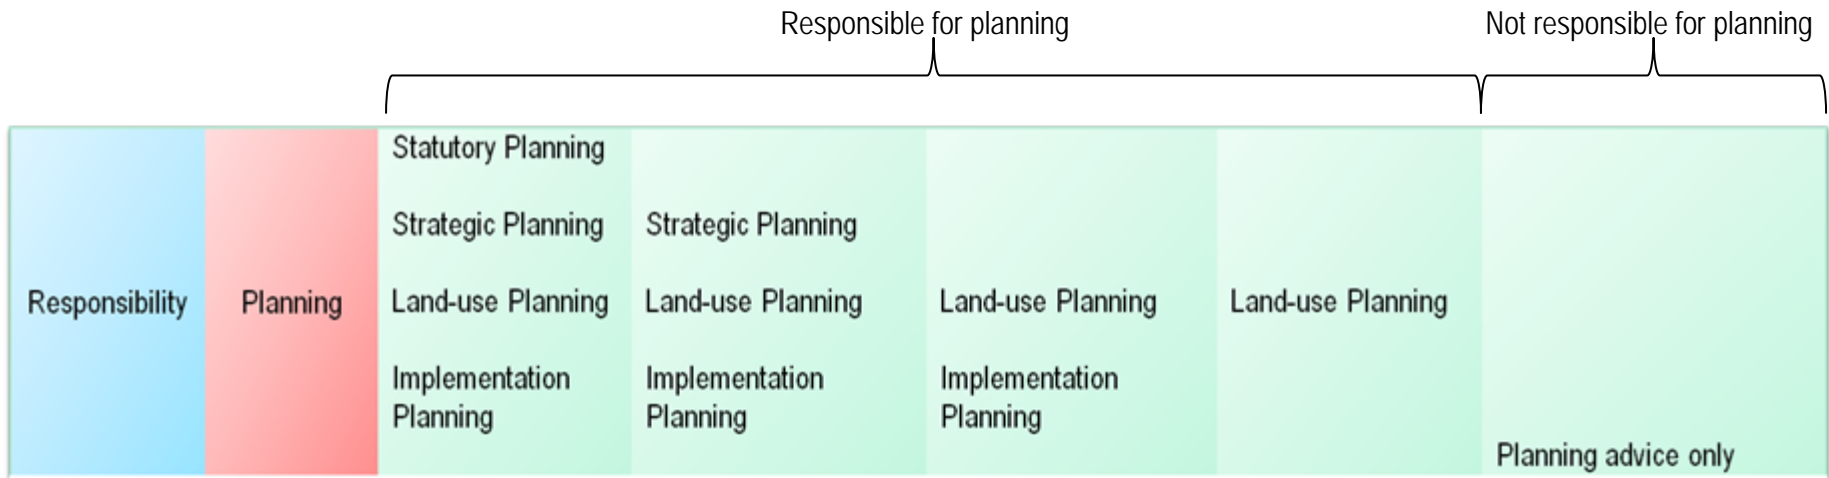 Responsible for planning
Not responsible for planning
Responsibility
Planning
Statutory Planning
Strategic Planning
Land-use Planning
Implementation
Planning
Strategic Planning
Land-use Planning
Implementation
Planning
Land-use Planning
Implementation
Planning
Land-use Planning
Planning advice only